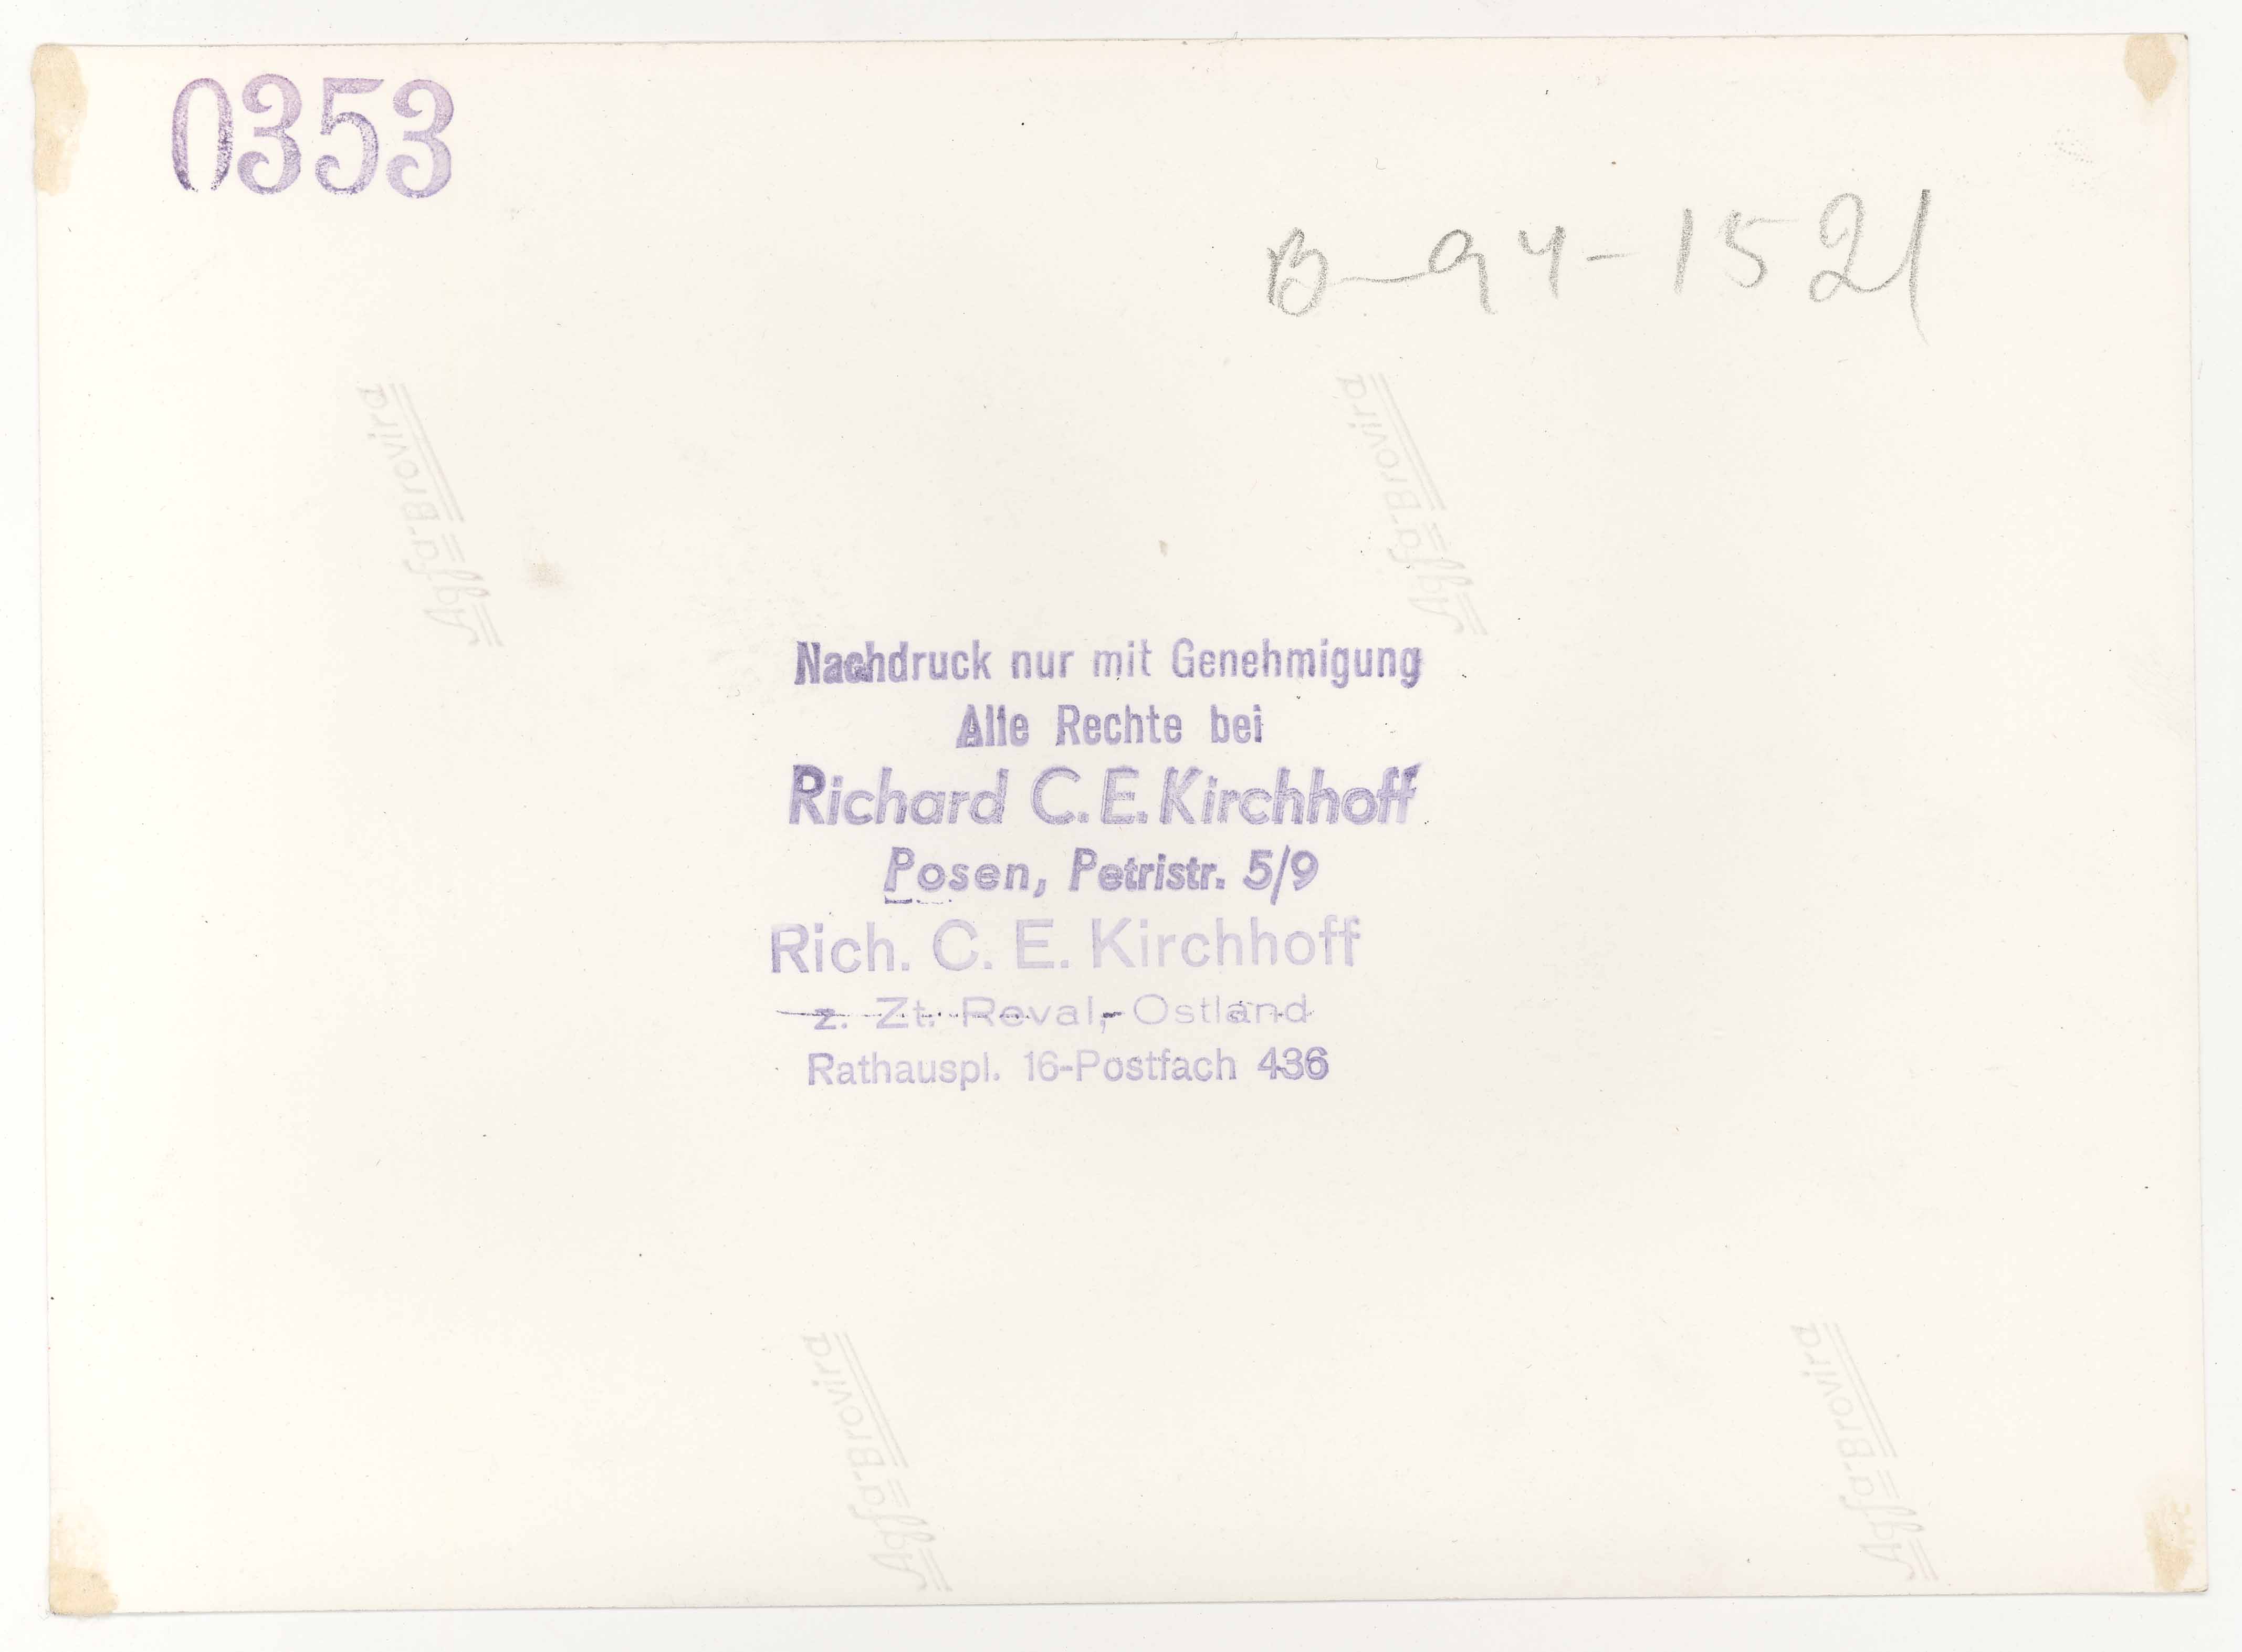 0353
B-94-1521
Agfa-Brovira
Agfa-Brovira
Nachdruck nur mit Genehmigung
Alle Rechte bei
Richard C. E. Kirchhoff
Posen, Petristr. 5/9
Rich. C. E. Kirchhoff
z. Zt. Reval, Ostland
Rathauspl. 16-Postfach 436
Agfa-Brovira
Agfa-Brovira